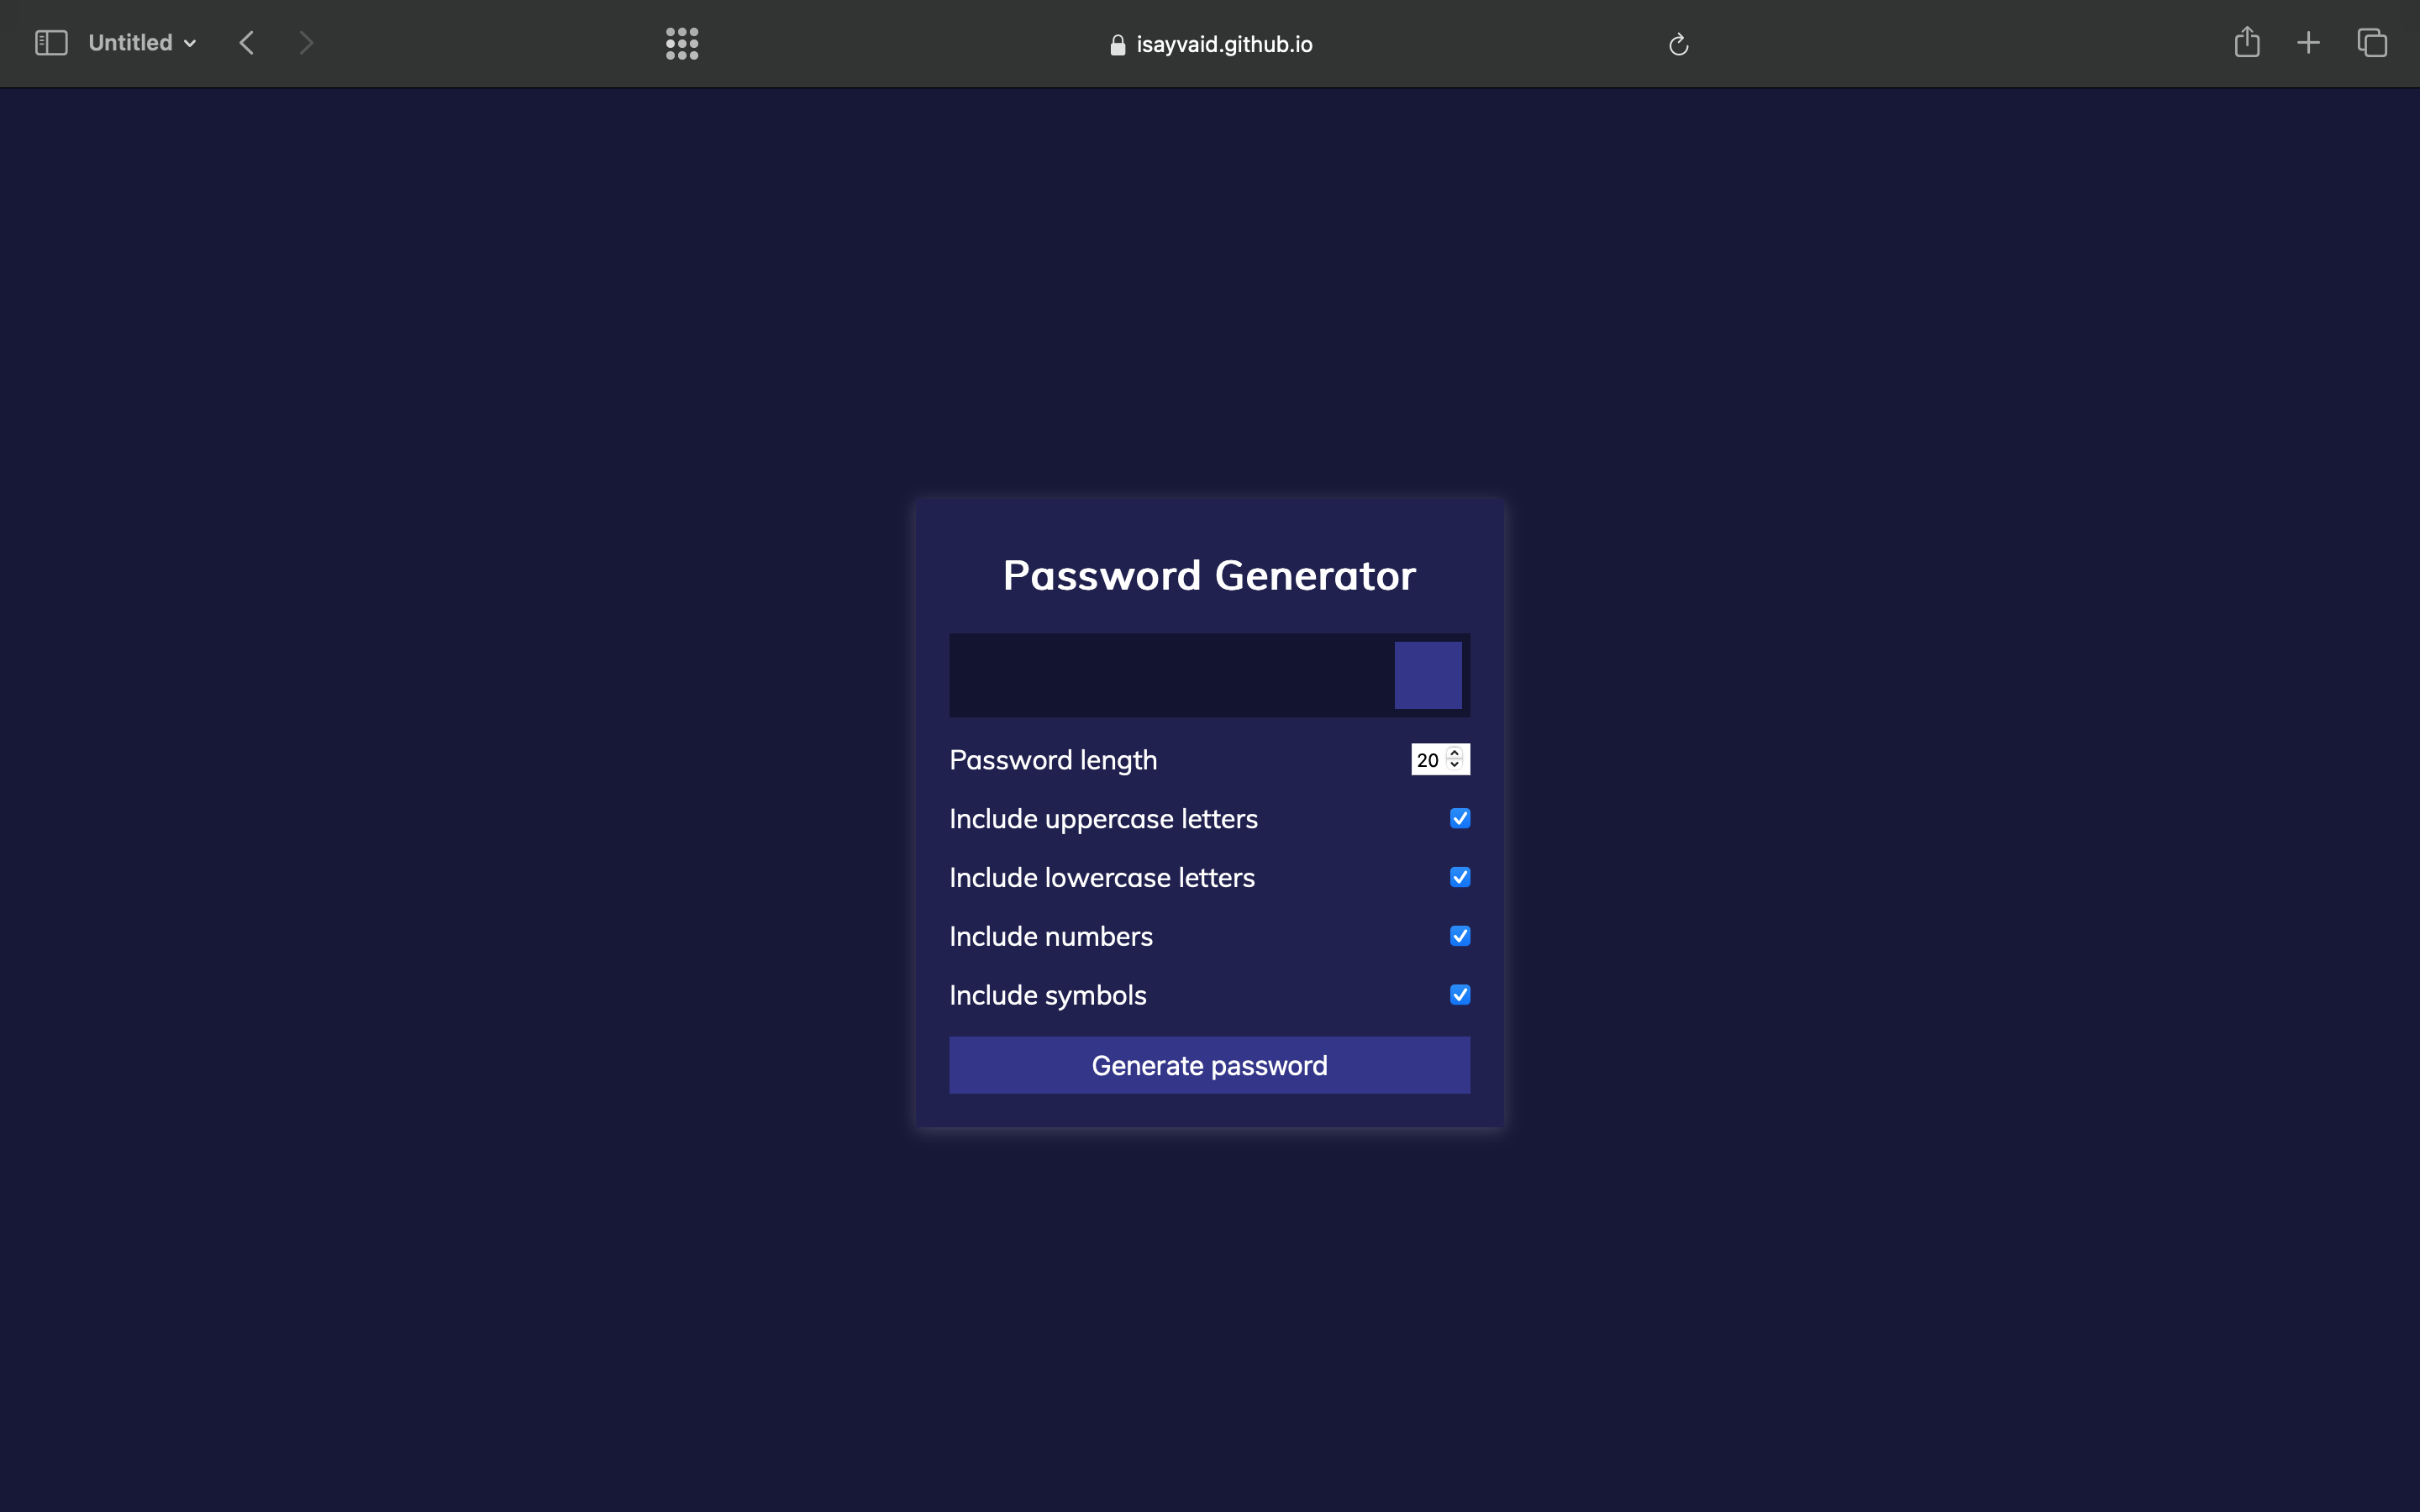 Untitled
isayvaid.github.io
Password Generator
Password length 20
Include uppercase letters
Include lowercase letters
Include numbers
Include symbols
Generate password